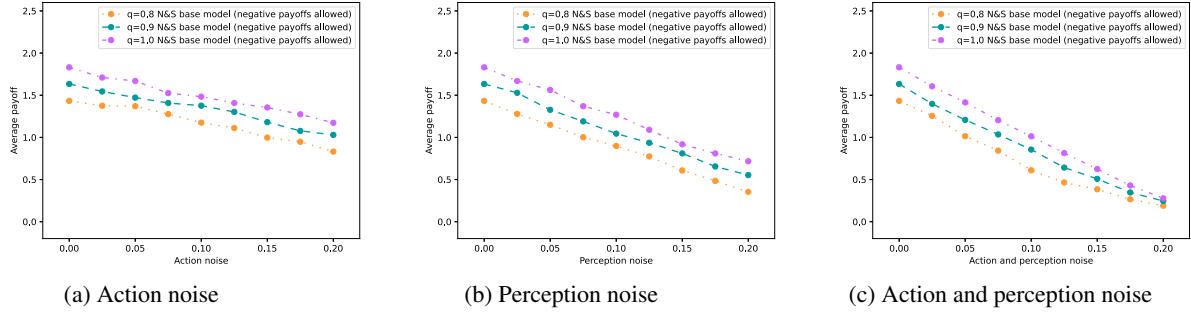 q=0,8 N&S base model (negative payoffs allowed)
q=0,9 N&S base model (negative payoffs allowed)
q=1,0 N&S base model (negative payoffs allowed)
2.5
2.0
1.5
1.0
0.5
0.0
Average payoff
0.00 0.05 0.10 0.15 0.20
Action noise
(a) Action noise
q=0,8 N&S base model (negative payoffs allowed)
q=0,9 N&S base model (negative payoffs allowed)
q=1,0 N&S base model (negative payoffs allowed)
2.5
2.0
1.5
1.0
0.5
0.0
Average payoff
0.00 0.05 0.10 0.15 0.20
Perception noise
(b) Perception noise
q=0,8 N&S base model (negative payoffs allowed)
q=0,9 N&S base model (negative payoffs allowed)
q=1,0 N&S base model (negative payoffs allowed)
2.5
2.0
1.5
1.0
0.5
0.0
Average payoff
0.00 0.05 0.10 0.15 0.20
Action and perception noise
(c) Action and perception noise